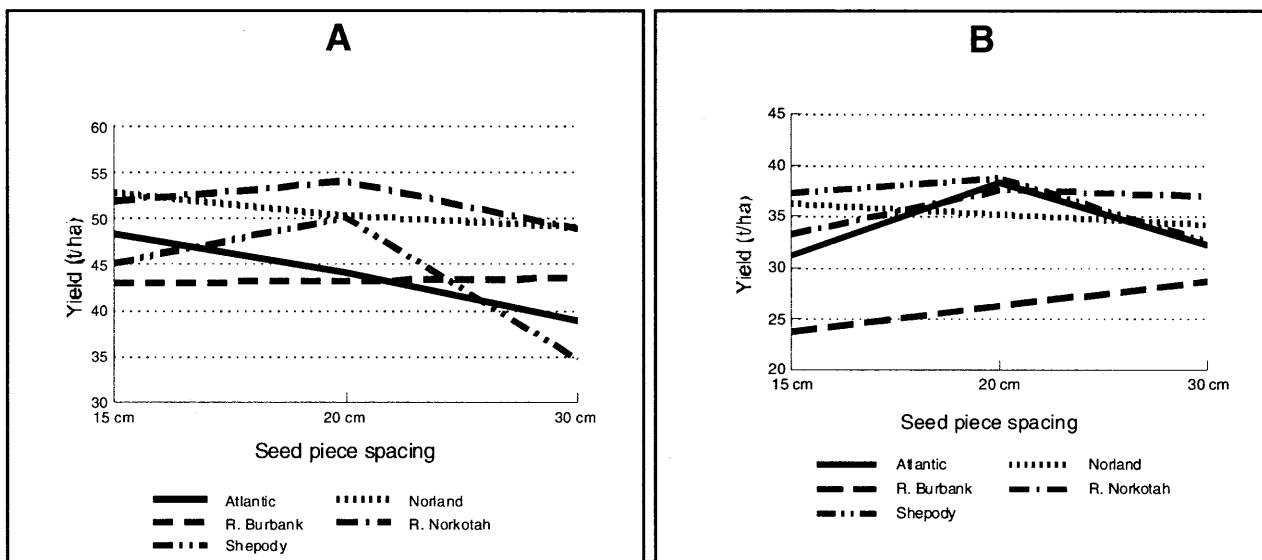 A
Yield (t/ha)
60
55
50
45
40
35
30
15 cm 20 cm 30 cm
Seed piece spacing
Atlantic Norland
R. Burbank R. Norkotah
Shepody
B
Yield (t/ha)
45
40
35
30
25
20
15 cm 20 cm 30 cm
Seed piece spacing
Atlantic Norland
R. Burbank R. Norkotah
Shepody